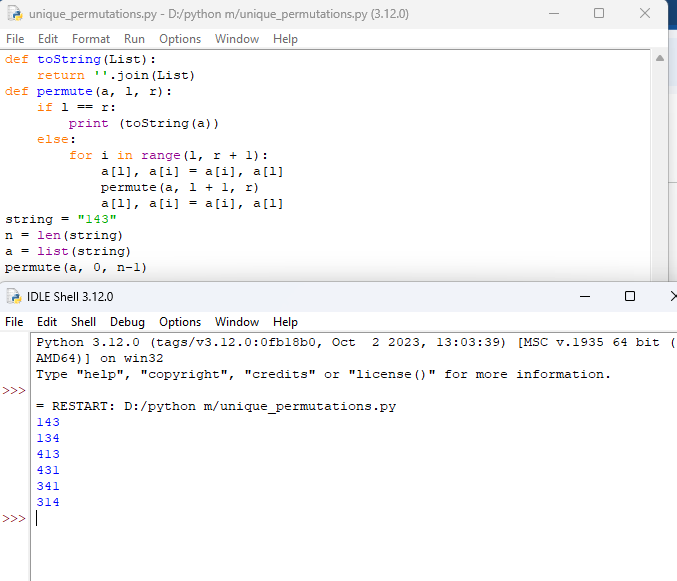 unique_permutations.py - D:/python m/unique_permutations.py (3.12.0)
File Edit Format Run Options Window Help
def toString(List):
    return ''.join(List)
def permute(a, l, r):
    if l == r:
        print (toString(a))
    else:
        for i in range(l, r + 1):
            a[l], a[i] = a[i], a[l]
            permute(a, l + 1, r)
            a[l], a[i] = a[i], a[l]
string = "143"
n = len(string)
a = list(string)
permute(a, 0, n-1)
IDLE Shell 3.12.0
File Edit Shell Debug Options Window Help
Python 3.12.0 (tags/v3.12.0:0fb18b0, Oct  2 2023, 13:03:39) [MSC v.1935 64 bit (
AMD64)] on win32
Type "help", "copyright", "credits" or "license()" for more information.
>>>
= RESTART: D:/python m/unique_permutations.py
143
134
413
431
341
314
>>>